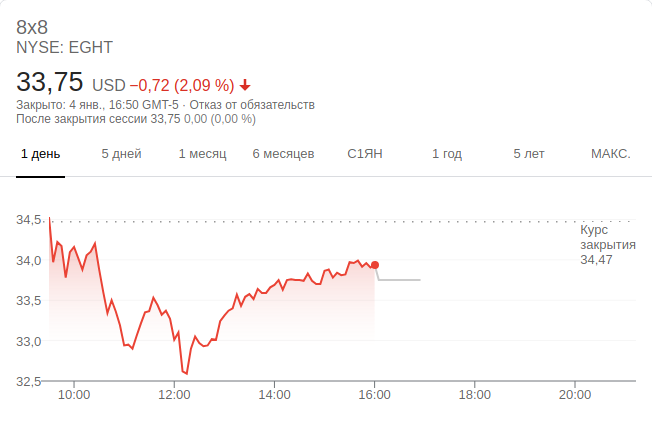 8x8
NYSE: EGHT
33,75 USD −0,72 (2,09 %)
Закрыто: 4 янв., 16:50 GMT-5 · Отказ от обязательств
После закрытия сессии 33,75 0,00 (0,00 %)
1 день 5 дней 1 месяц 6 месяцев С1ЯН 1 год 5 лет МАКС.
34,5
Курс
закрытия
34,47
34,0
33,5
33,0
32,5
10:00 12:00 14:00 16:00 18:00 20:00